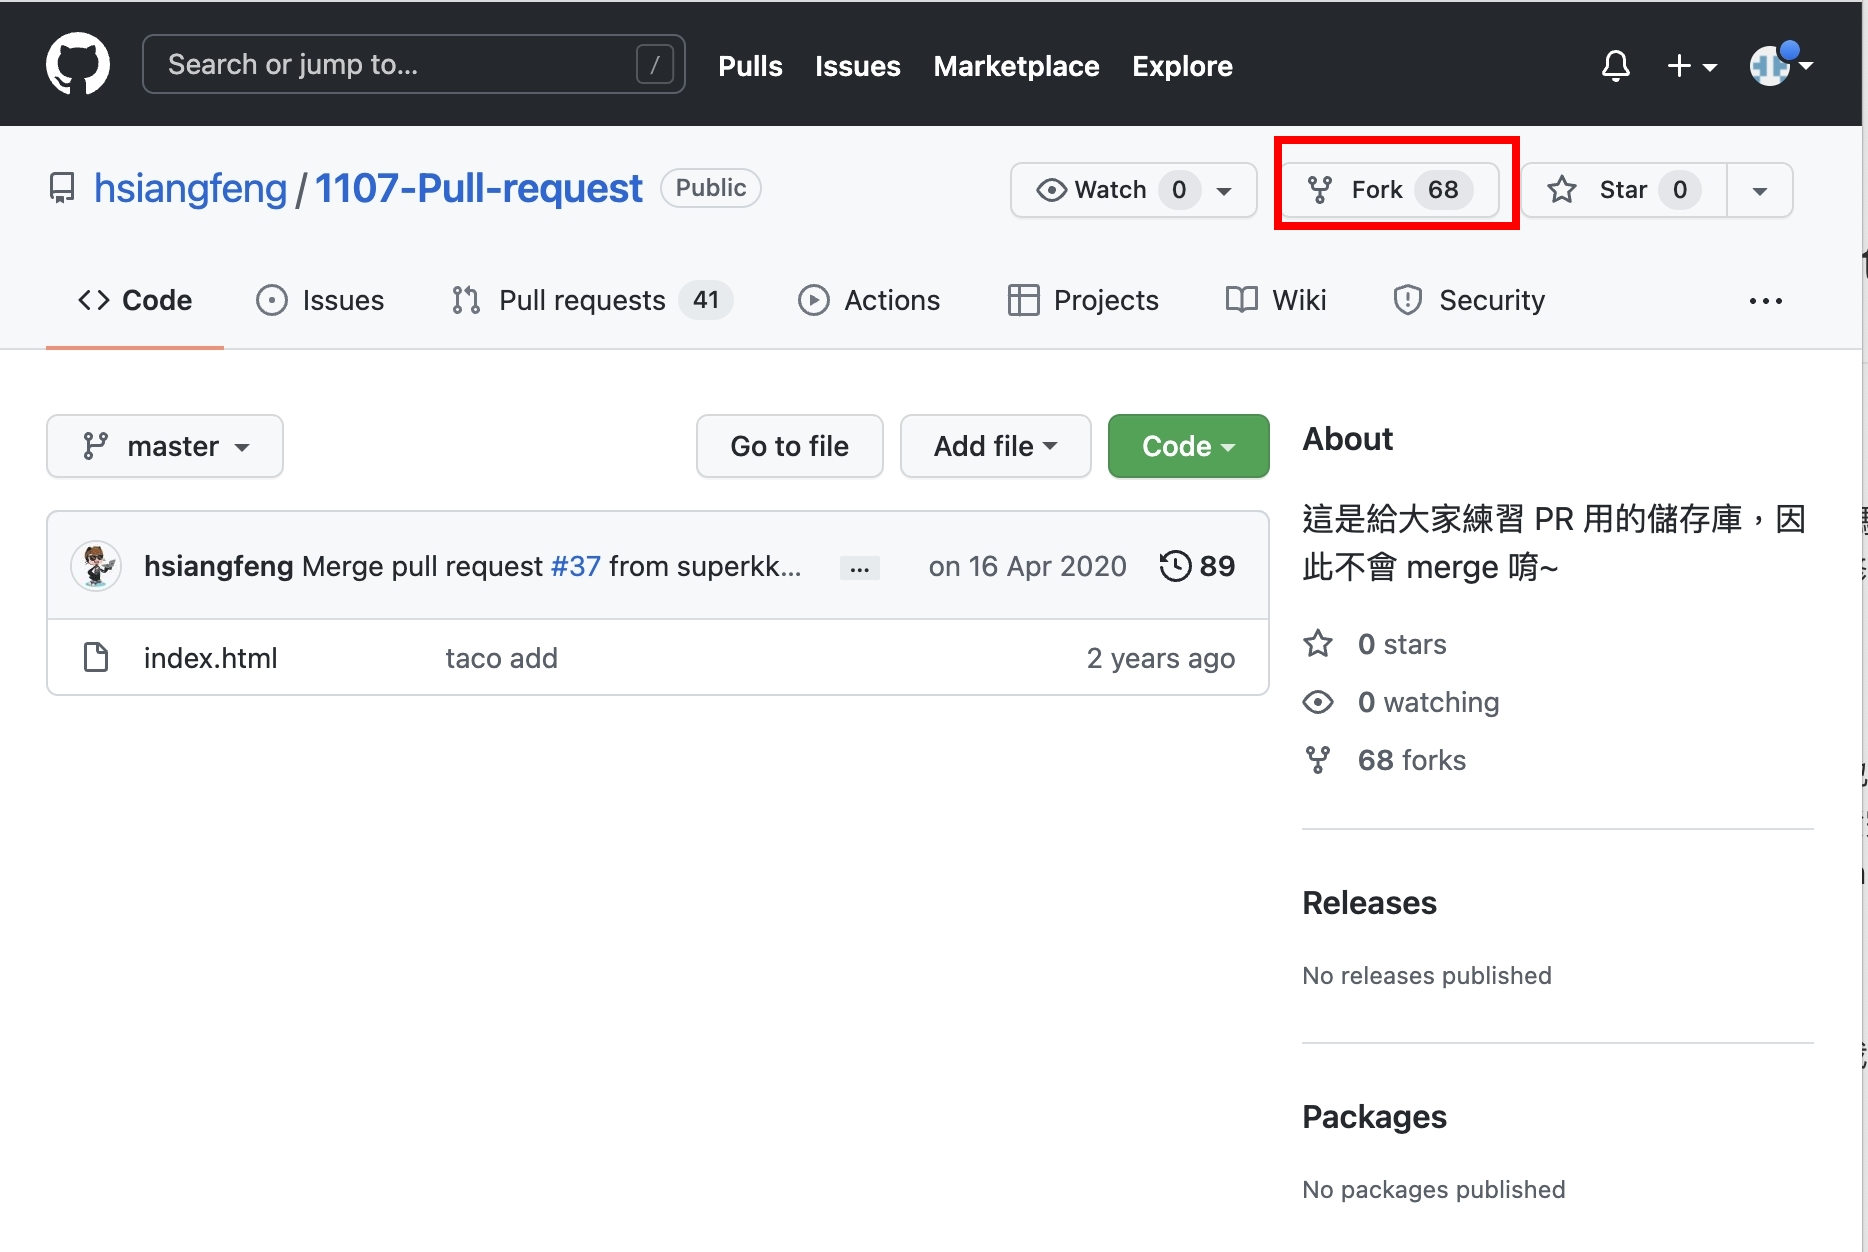 Search or jump to... /
Pulls Issues Marketplace Explore
hsiangfeng / 1107-Pull-request Public
Watch 0 Fork 68 Star 0
Code Issues Pull requests 41 Actions Projects Wiki Security ...
master Go to file Add file Code
hsiangfeng Merge pull request #37 from superkk... ... on 16 Apr 2020 89
index.html taco add 2 years ago
About
這是給大家練習 PR 用的儲存庫，因
此不會 merge 唷~
0 stars
0 watching
68 forks
Releases
No releases published
Packages
No packages published